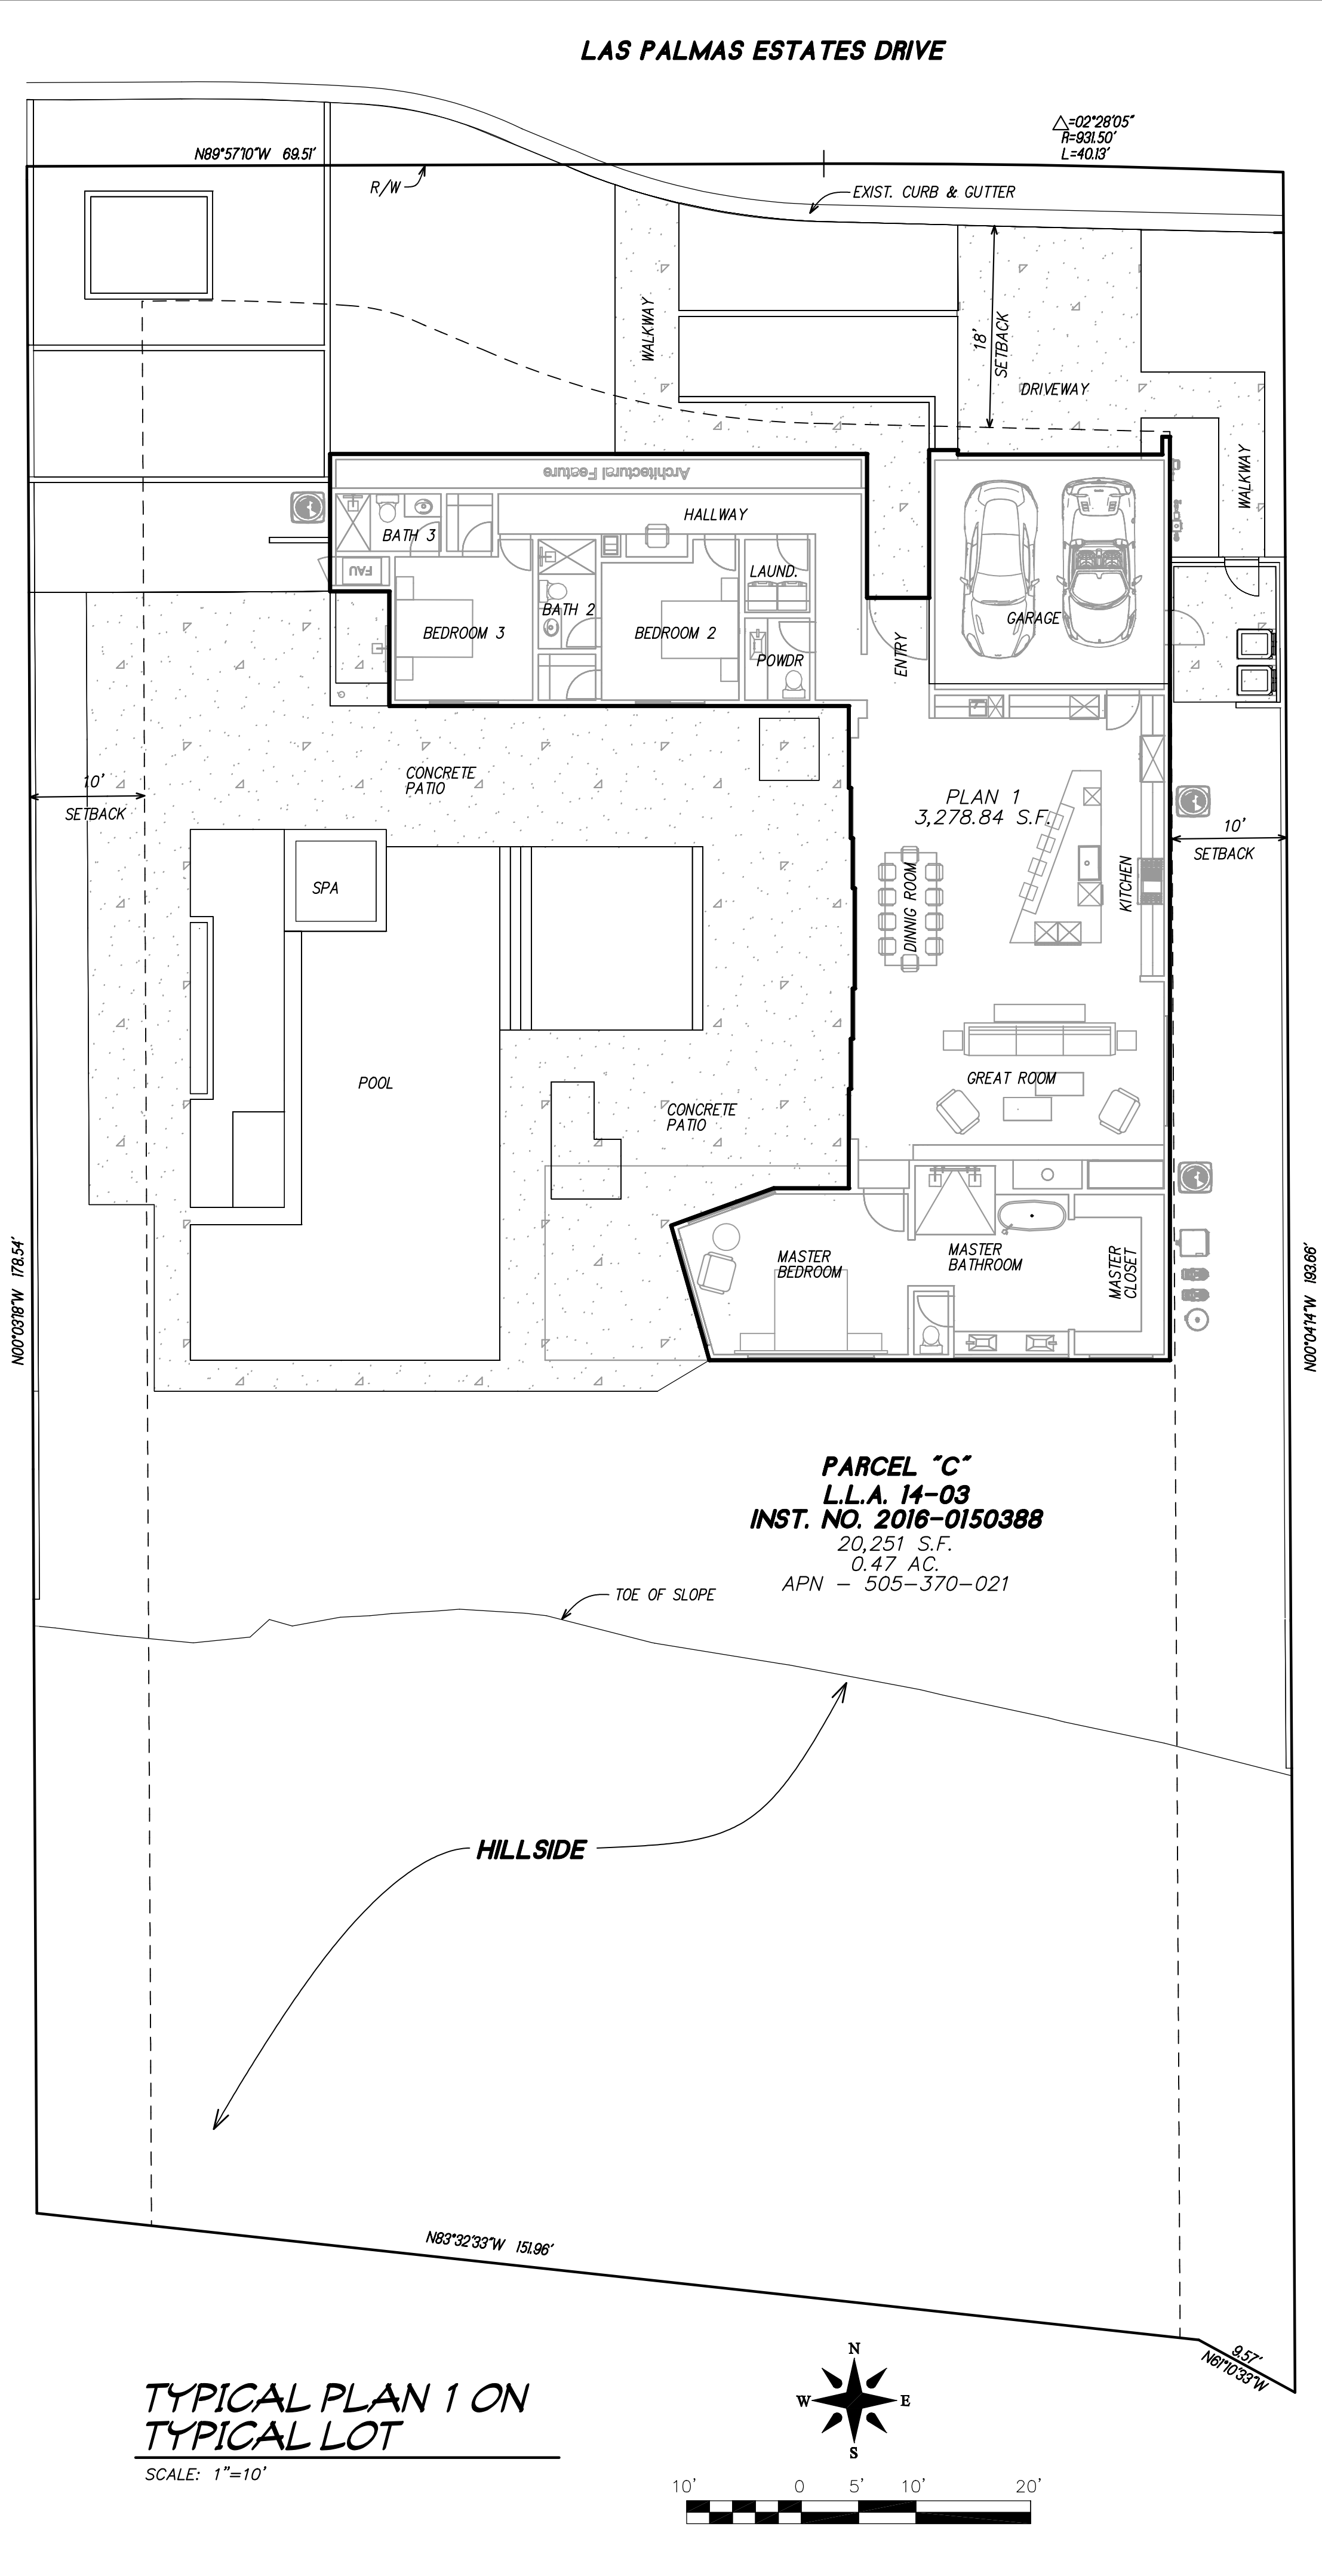 LAS PALMAS ESTATES DRIVE
△=02°28'05"
R=931.50'
L=40.13'
N89°57'10"W 69.51'
R/W
EXIST. CURB & GUTTER
WALKWAY
18'
SETBACK
DRIVEWAY
WALKWAY
Architectural Feature
HALLWAY
BATH 3
FAU
LAUND.
BATH 2
BEDROOM 3
BEDROOM 2
POWDR
ENTRY
GARAGE
CONCRETE
PATIO
10'
SETBACK
PLAN 1
3,278.84 S.F.
10'
SETBACK
SPA
DINNIG ROOM
KITCHEN
POOL
GREAT ROOM
CONCRETE
PATIO
MASTER
BEDROOM
MASTER
BATHROOM
MASTER
CLOSET
N00°03'18"W 178.54'
N00°04'14"W 193.66'
PARCEL "C"
L.L.A. 14-03
INST. NO. 2016-0150388
20,251 S.F.
0.47 AC.
APN - 505-370-021
TOE OF SLOPE
HILLSIDE
N83°32'33"W 151.96'
9.57'
N61°10'33"W
TYPICAL PLAN 1 ON
TYPICAL LOT
SCALE: 1"=10'
N
W E
S
10' 0 5' 10' 20'